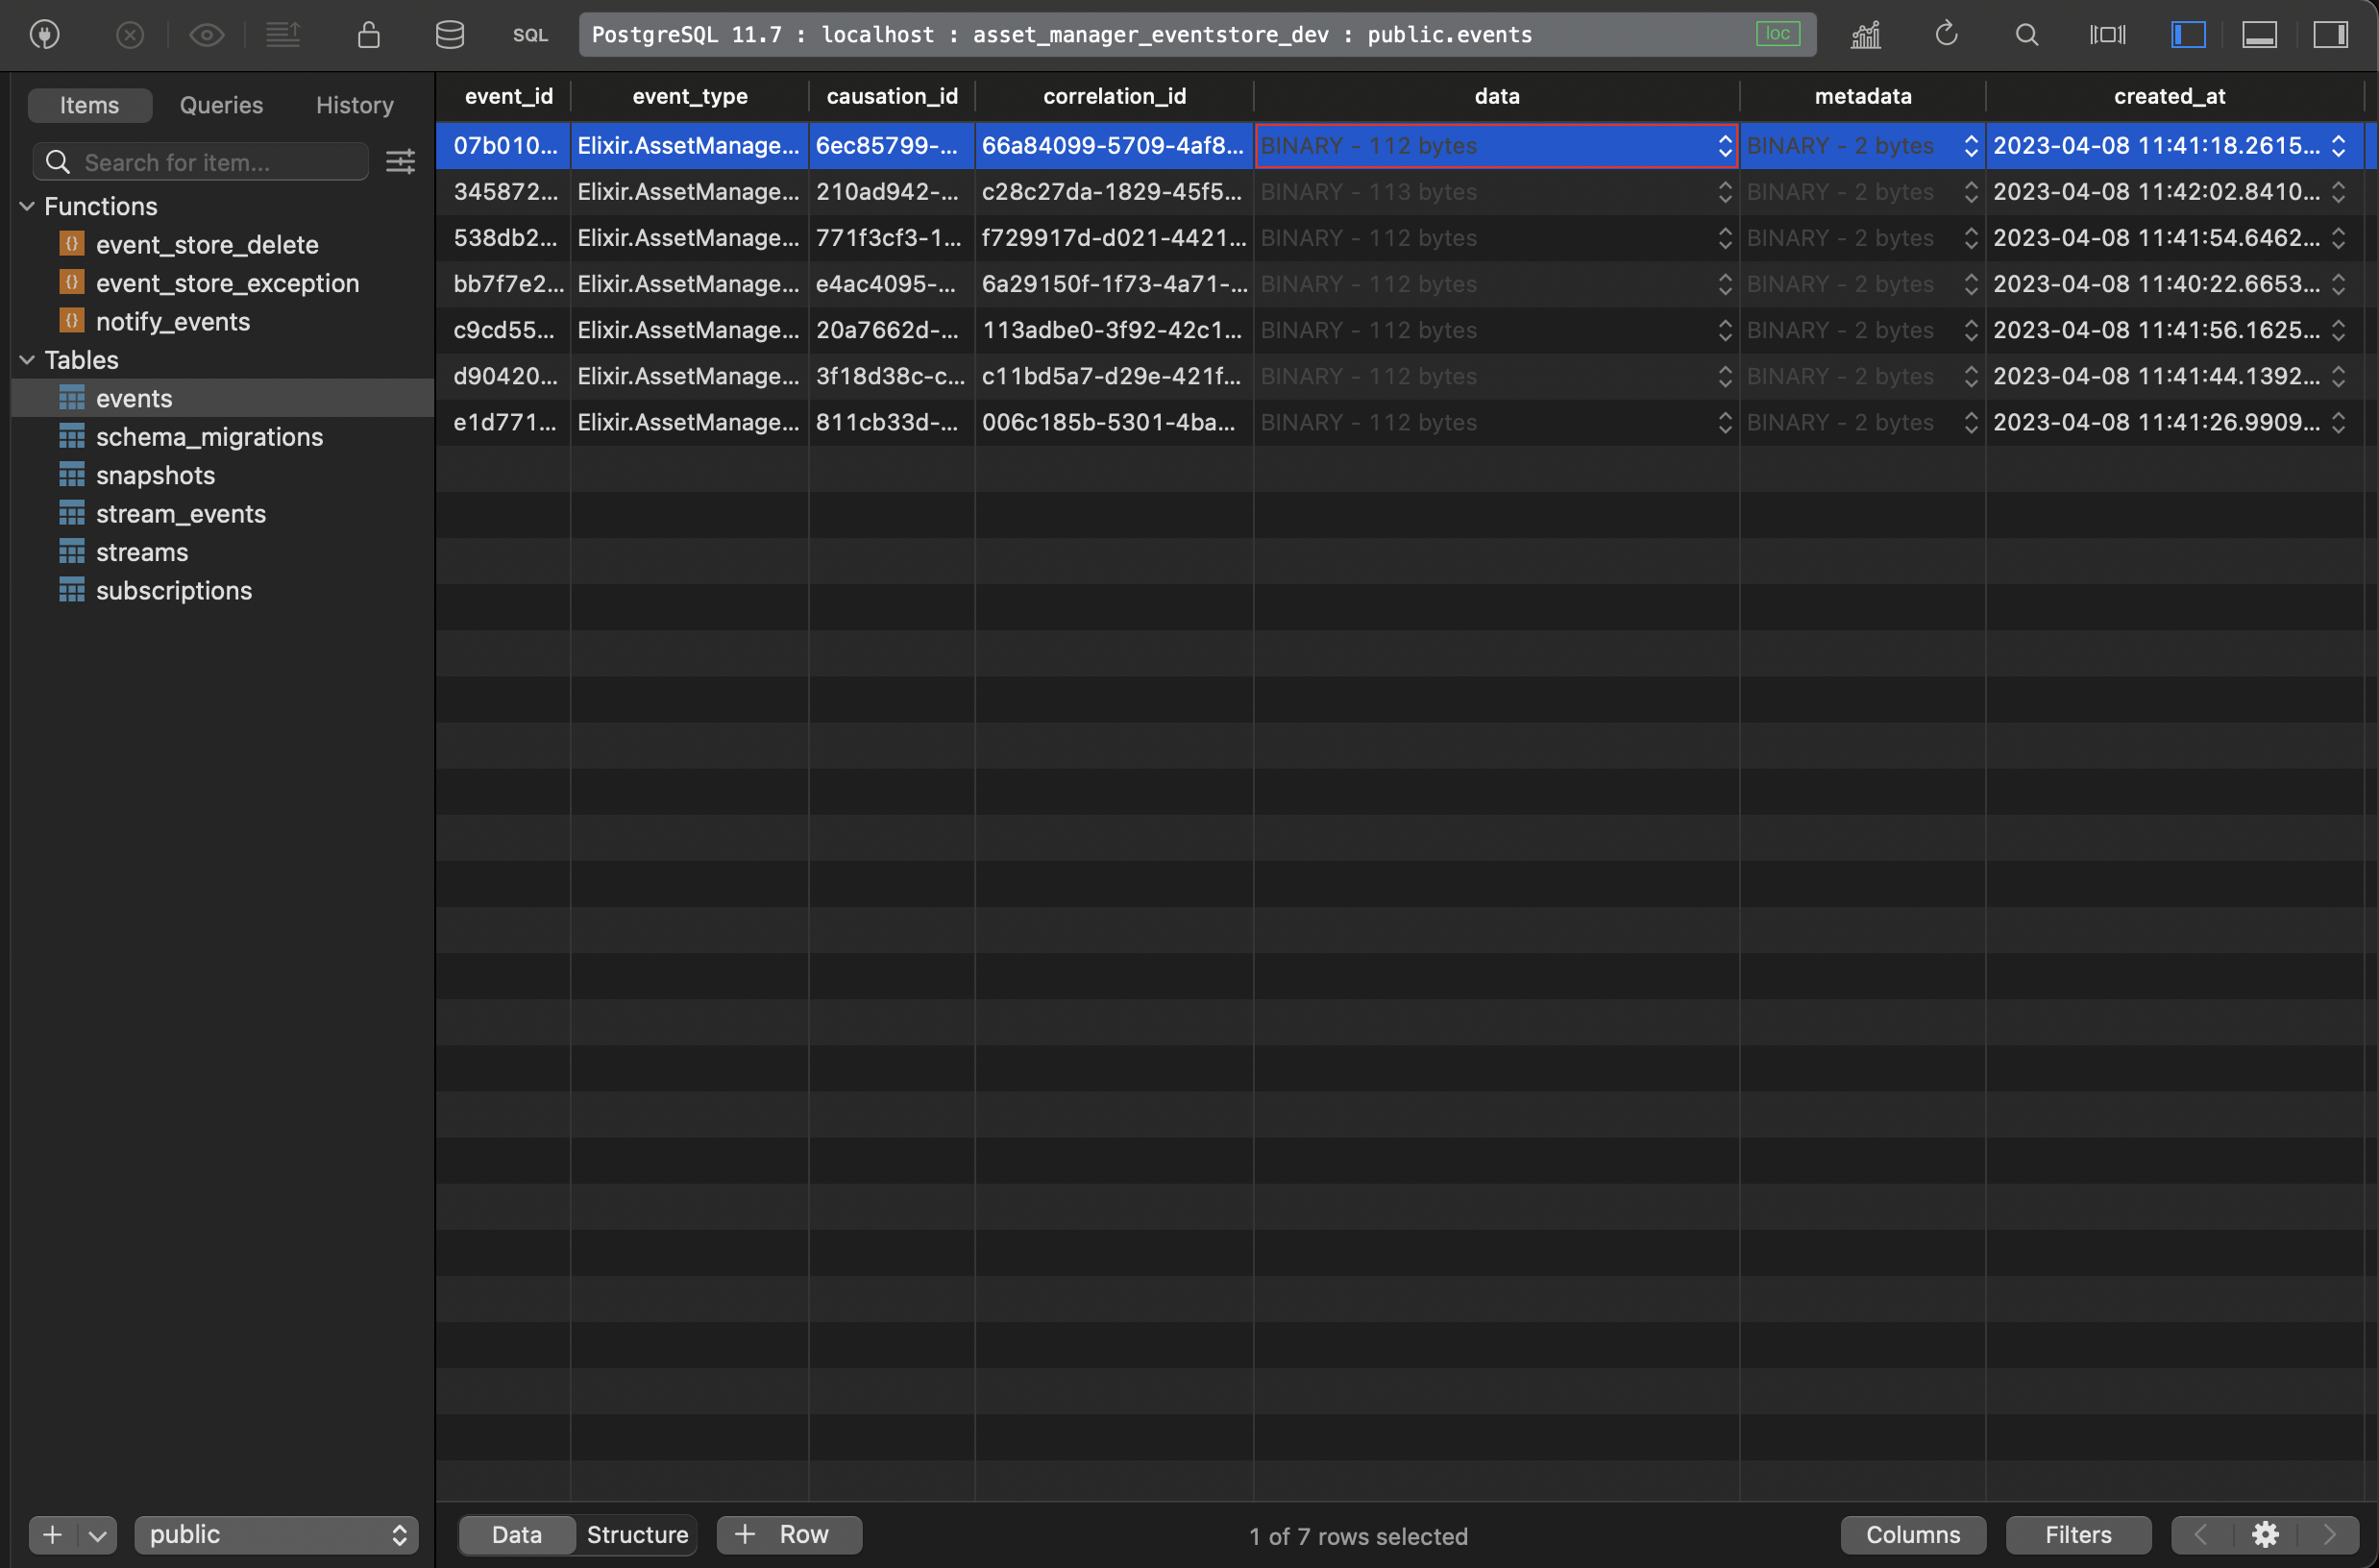 SQL PostgreSQL 11.7 : localhost : asset_manager_eventstore_dev : public.events loc
Items Queries History
Search for item...
Functions
event_store_delete
event_store_exception
notify_events
Tables
events
schema_migrations
snapshots
stream_events
streams
subscriptions
event_id event_type causation_id correlation_id data metadata created_at
07b010... Elixir.AssetManage... 6ec85799-... 66a84099-5709-4af8... BINARY - 112 bytes BINARY - 2 bytes 2023-04-08 11:41:18.2615...
345872... Elixir.AssetManage... 210ad942-... c28c27da-1829-45f5... BINARY - 113 bytes BINARY - 2 bytes 2023-04-08 11:42:02.8410...
538db2... Elixir.AssetManage... 771f3cf3-1... f729917d-d021-4421... BINARY - 112 bytes BINARY - 2 bytes 2023-04-08 11:41:54.6462...
bb7f7e2... Elixir.AssetManage... e4ac4095-... 6a29150f-1f73-4a71-... BINARY - 112 bytes BINARY - 2 bytes 2023-04-08 11:40:22.6653...
c9cd55... Elixir.AssetManage... 20a7662d-... 113adbe0-3f92-42c1... BINARY - 112 bytes BINARY - 2 bytes 2023-04-08 11:41:56.1625...
d90420... Elixir.AssetManage... 3f18d38c-c... c11bd5a7-d29e-421f... BINARY - 112 bytes BINARY - 2 bytes 2023-04-08 11:41:44.1392...
e1d771... Elixir.AssetManage... 811cb33d-... 006c185b-5301-4ba... BINARY - 112 bytes BINARY - 2 bytes 2023-04-08 11:41:26.9909...
public Data Structure + Row 1 of 7 rows selected Columns Filters